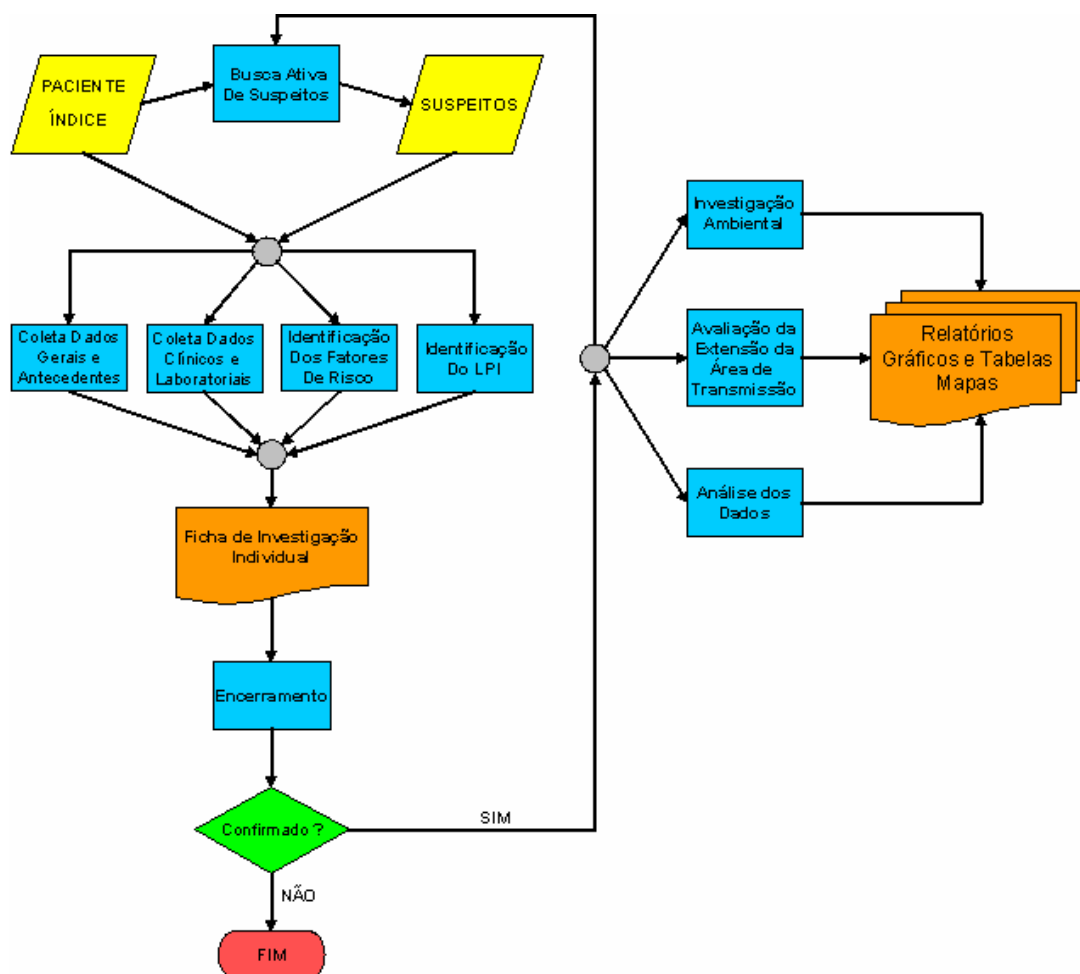 PACIENTE
ÍNDICE
Busca Ativa
De Suspeitos
SUSPEITOS
Coleta Dados
Gerais e
Antecedentes
Coleta Dados
Clínicos e
Laboratoriais
Identificação
Dos Fatores
De Risco
Identificação
Do LPI
Ficha de Investigação
Individual
Encerramento
Confirmado ?
SIM
NÃO
FIM
Investigação
Ambiental
Avaliação da
Extensão da
Área de
Transmissão
Análise dos
Dados
Relatórios
Gráficos e Tabelas
Mapas